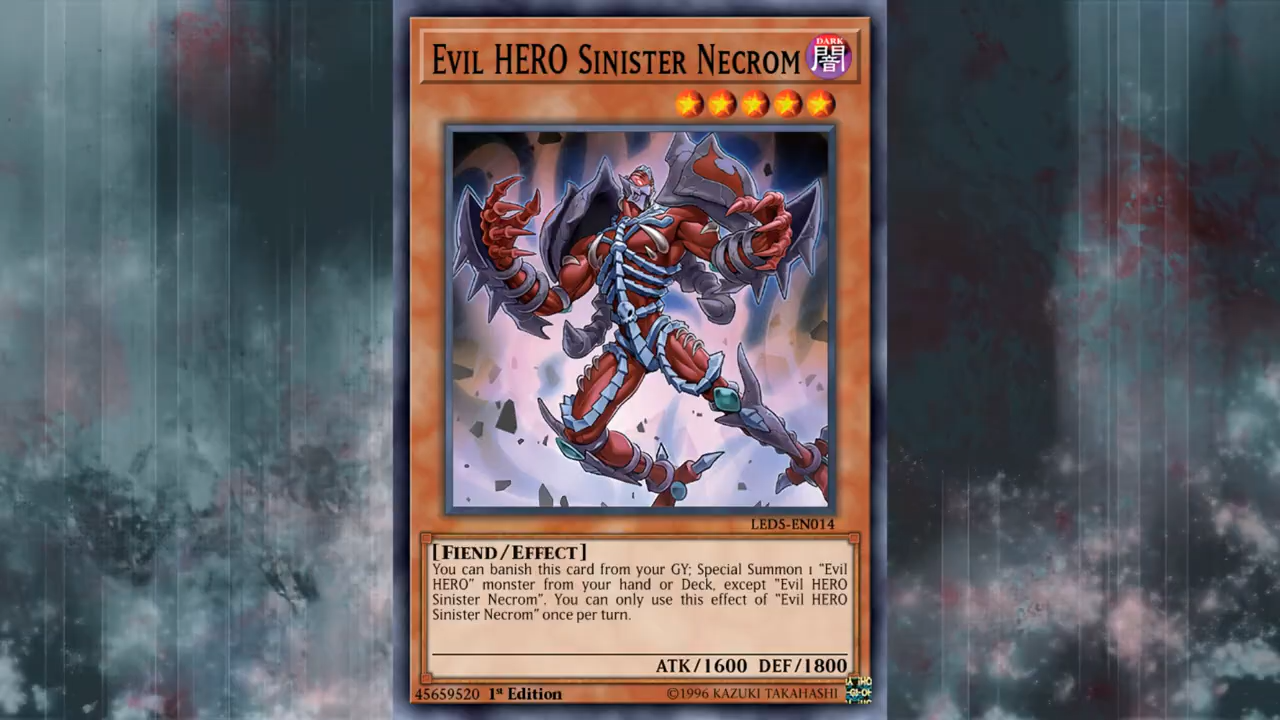 Evil HERO Sinister Necrom
DARK
闇
LED5-EN014
[Fiend/Effect]
You can banish this card from your GY; Special Summon 1 "Evil
HERO" monster from your hand or Deck, except "Evil HERO
Sinister Necrom". You can only use this effect of "Evil HERO
Sinister Necrom" once per turn.
ATK/1600 DEF/1800
45659520 1st Edition ©1996 KAZUKI TAKAHASHI